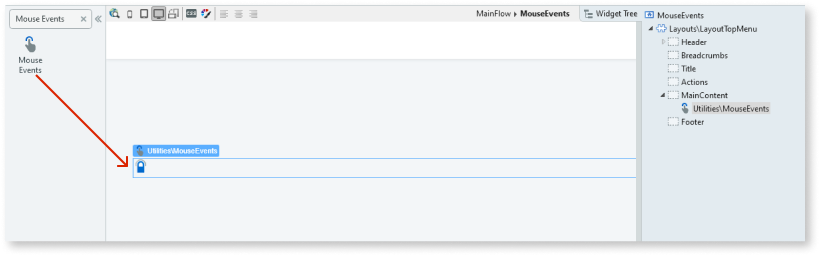 Mouse Events
Mouse
Events
MainFlow ▸ MouseEvents
Widget Tree
Utilities\MouseEvents
MouseEvents
Layouts\LayoutTopMenu
Header
Breadcrumbs
Title
Actions
MainContent
Utilities\MouseEvents
Footer